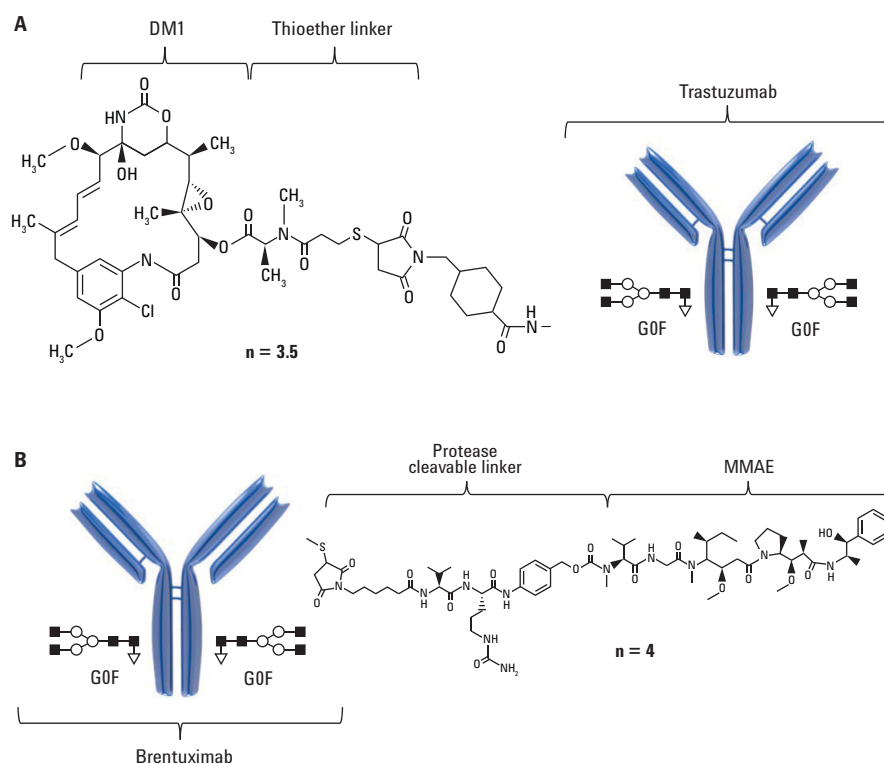 A
DM1
Thioether linker
Trastuzumab
O
HN
O
O
H₃C
OH
CH₃
H₃C
O
H₃C
O
O
CH₃
N
O
CH₃
S
O
N
O
N
H
O
Cl
O
H₃C
O
N
H
n = 3.5
G0F
G0F
B
Protease
cleavable linker
MMAE
S
O
N
O
O
N
H
O
H
N
O
N
H
NH
O
NH₂
O
O
N
O
H
N
O
N
O
O
N
O
O
N
H
HO
n = 4
G0F
G0F
Brentuximab